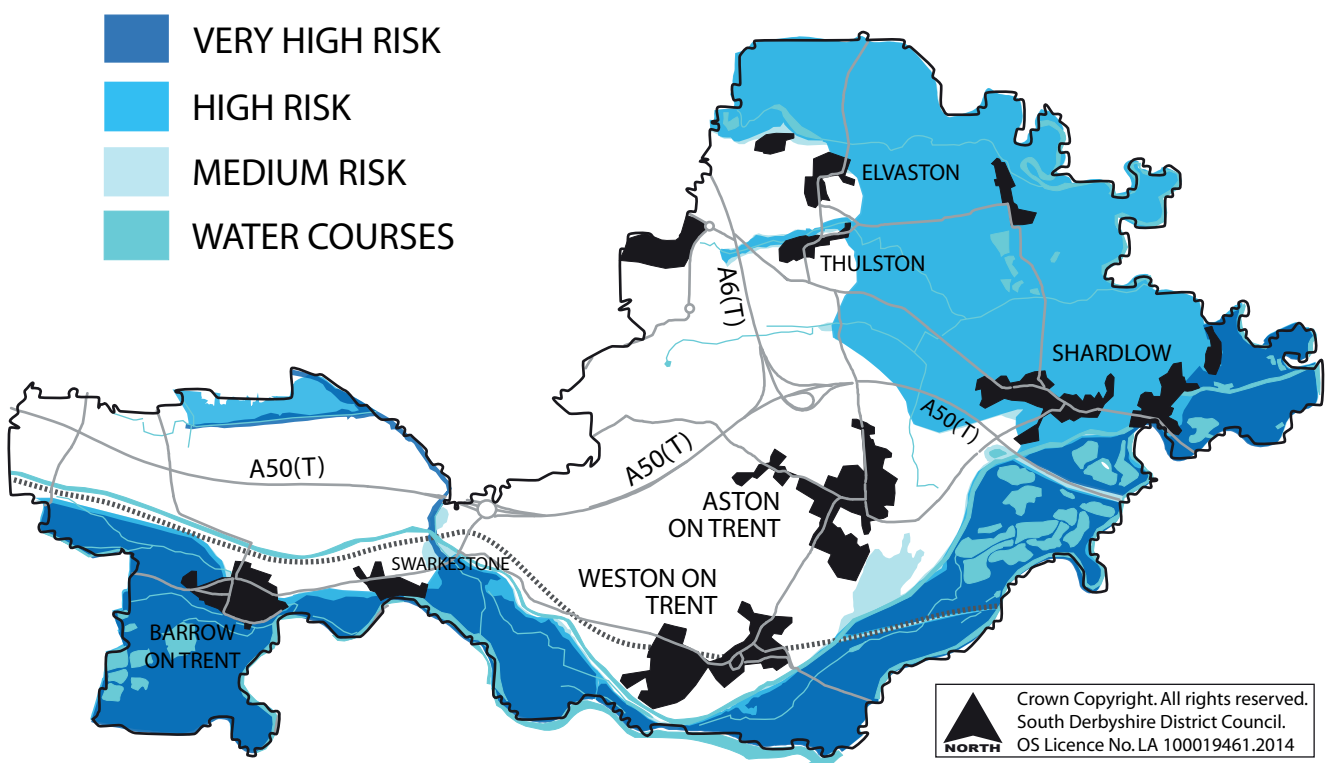 VERY HIGH RISK
HIGH RISK
MEDIUM RISK
WATER COURSES
ELVASTON
THULSTON
A6(T)
SHARDLOW
A50(T)
A50(T)
A50(T)
ASTON
ON TRENT
SWARKESTONE
WESTON ON
TRENT
BARROW
ON TRENT
NORTH
Crown Copyright. All rights reserved.
South Derbyshire District Council.
OS Licence No. LA 100019461.2014